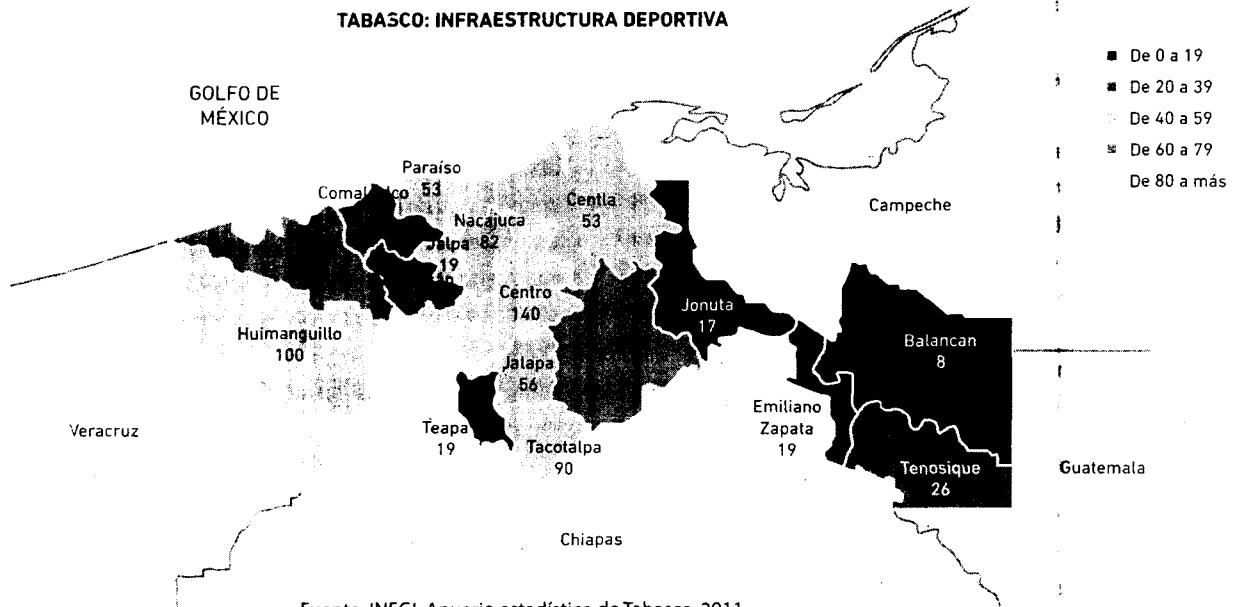 TABASCO: INFRAESTRUCTURA DEPORTIVA
De 0 a 19
De 20 a 39
De 40 a 59
De 60 a 79
De 80 a más
GOLFO DE
MÉXICO
Paraíso
53
Centla
53
Campeche
Nacajuca
82
Jalpa
19
Centro
140
Jonuta
17
Huimanguillo
100
Balancan
8
Jalapa
56
Emiliano
Zapata
19
Veracruz
Teapa
19
Tacotalpa
90
Tenosique
26
Guatemala
Chiapas